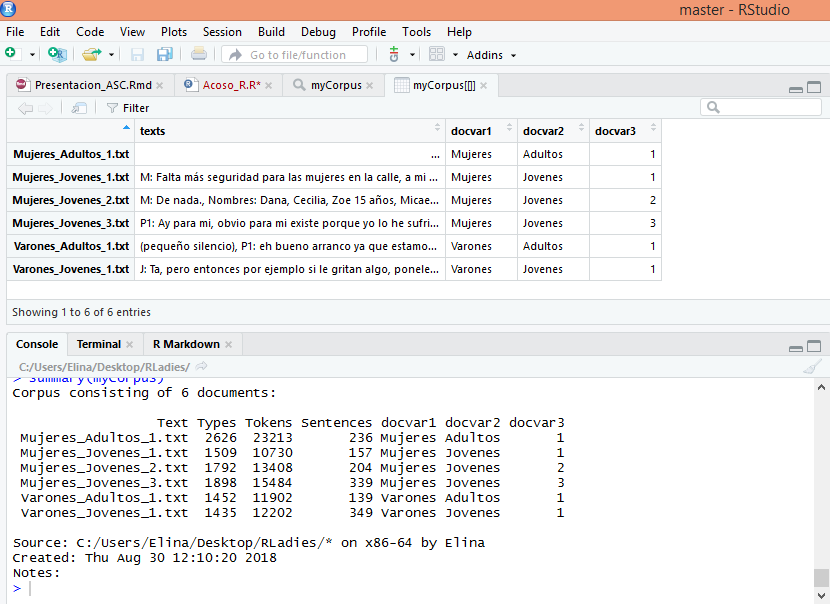 master - RStudio
File Edit Code View Plots Session Build Debug Profile Tools Help
Go to file/function Addins
Presentacion_ASC.Rmd Acoso_R.R* myCorpus myCorpus[[]]
Filter
texts docvar1 docvar2 docvar3
Mujeres_Adultos_1.txt ... Mujeres Adultos 1
Mujeres_Jovenes_1.txt M: Falta más seguridad para las mujeres en la calle, a mi ... Mujeres Jovenes 1
Mujeres_Jovenes_2.txt M: De nada., Nombres: Dana, Cecilia, Zoe 15 años, Micae... Mujeres Jovenes 2
Mujeres_Jovenes_3.txt P1: Ay para mi, obvio para mi existe porque yo lo he sufri... Mujeres Jovenes 3
Varones_Adultos_1.txt (pequeño silencio), P1: eh bueno arranco ya que estamo... Varones Adultos 1
Varones_Jovenes_1.txt J: Ta, pero entonces por ejemplo si le gritan algo, ponele... Varones Jovenes 1
Showing 1 to 6 of 6 entries
Console Terminal R Markdown
C:/Users/Elina/Desktop/RLadies/
> summary(myCorpus)
Corpus consisting of 6 documents:
Text Types Tokens Sentences docvar1 docvar2 docvar3
Mujeres_Adultos_1.txt 2626 23213 236 Mujeres Adultos 1
Mujeres_Jovenes_1.txt 1509 10730 157 Mujeres Jovenes 1
Mujeres_Jovenes_2.txt 1792 13408 204 Mujeres Jovenes 2
Mujeres_Jovenes_3.txt 1898 15484 339 Mujeres Jovenes 3
Varones_Adultos_1.txt 1452 11902 139 Varones Adultos 1
Varones_Jovenes_1.txt 1435 12202 349 Varones Jovenes 1
Source: C:/Users/Elina/Desktop/RLadies/* on x86-64 by Elina
Created: Thu Aug 30 12:10:20 2018
Notes:
>